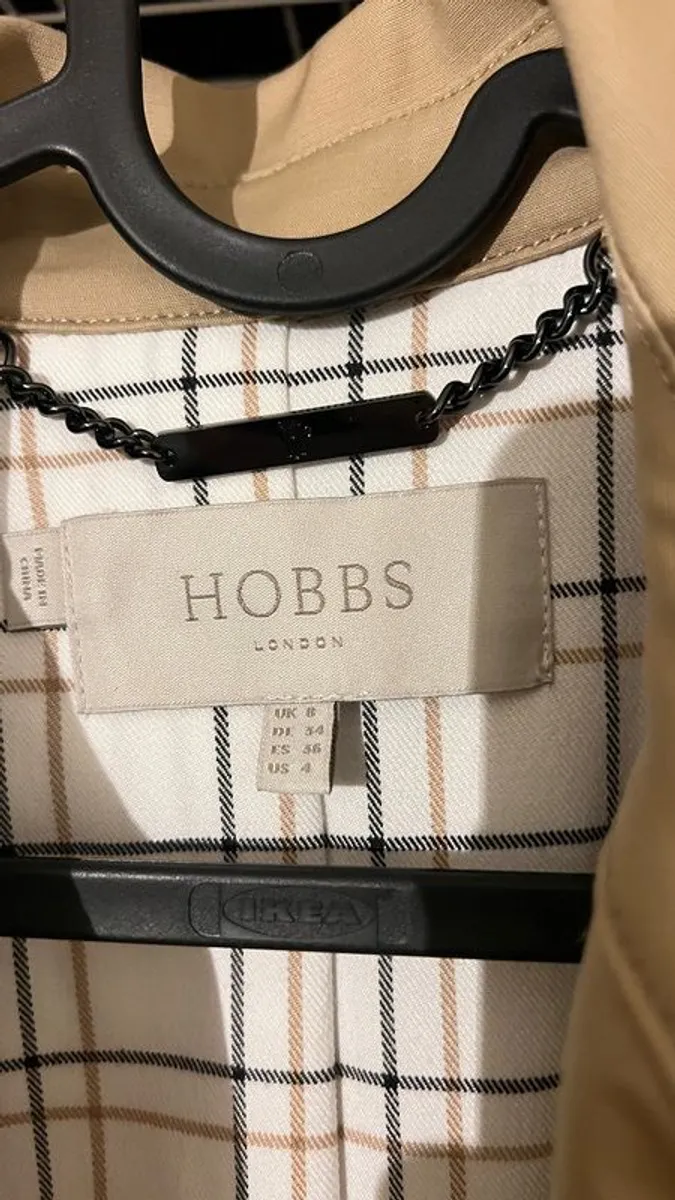 HOBBS
LONDON
MADE IN
CHINA
UK 8
DE 34
ES 36
US 4
IKEA